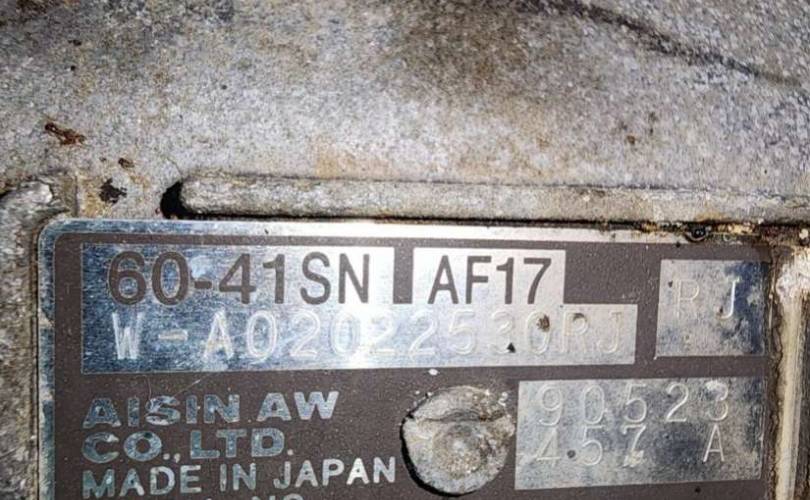 60-41SN AF17
W-A02022530RJ RJ
AISIN AW 90523
CO.,LTD. 457 A
MADE IN JAPAN